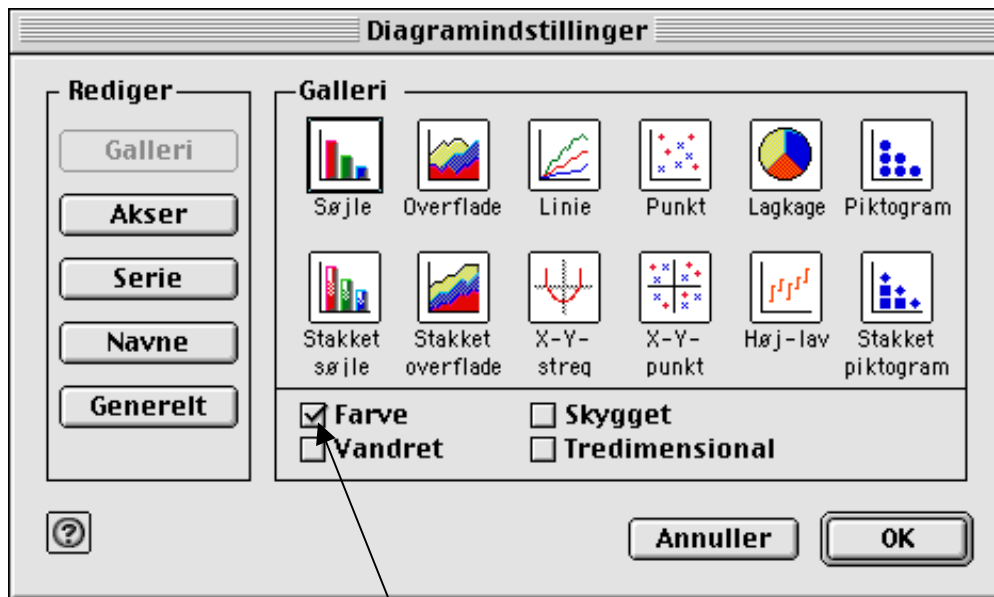 Diagramindstillinger
Rediger
Galleri
Akser
Serie
Navne
Generelt
Galleri
Søjle Overflade Linie Punkt Lagkage Piktogram
Stakket søjle Stakket overflade X-Y-streg X-Y-punkt Høj-lav Stakket piktogram
Farve Skygget
Vandret Tredimensional
? Annuller OK